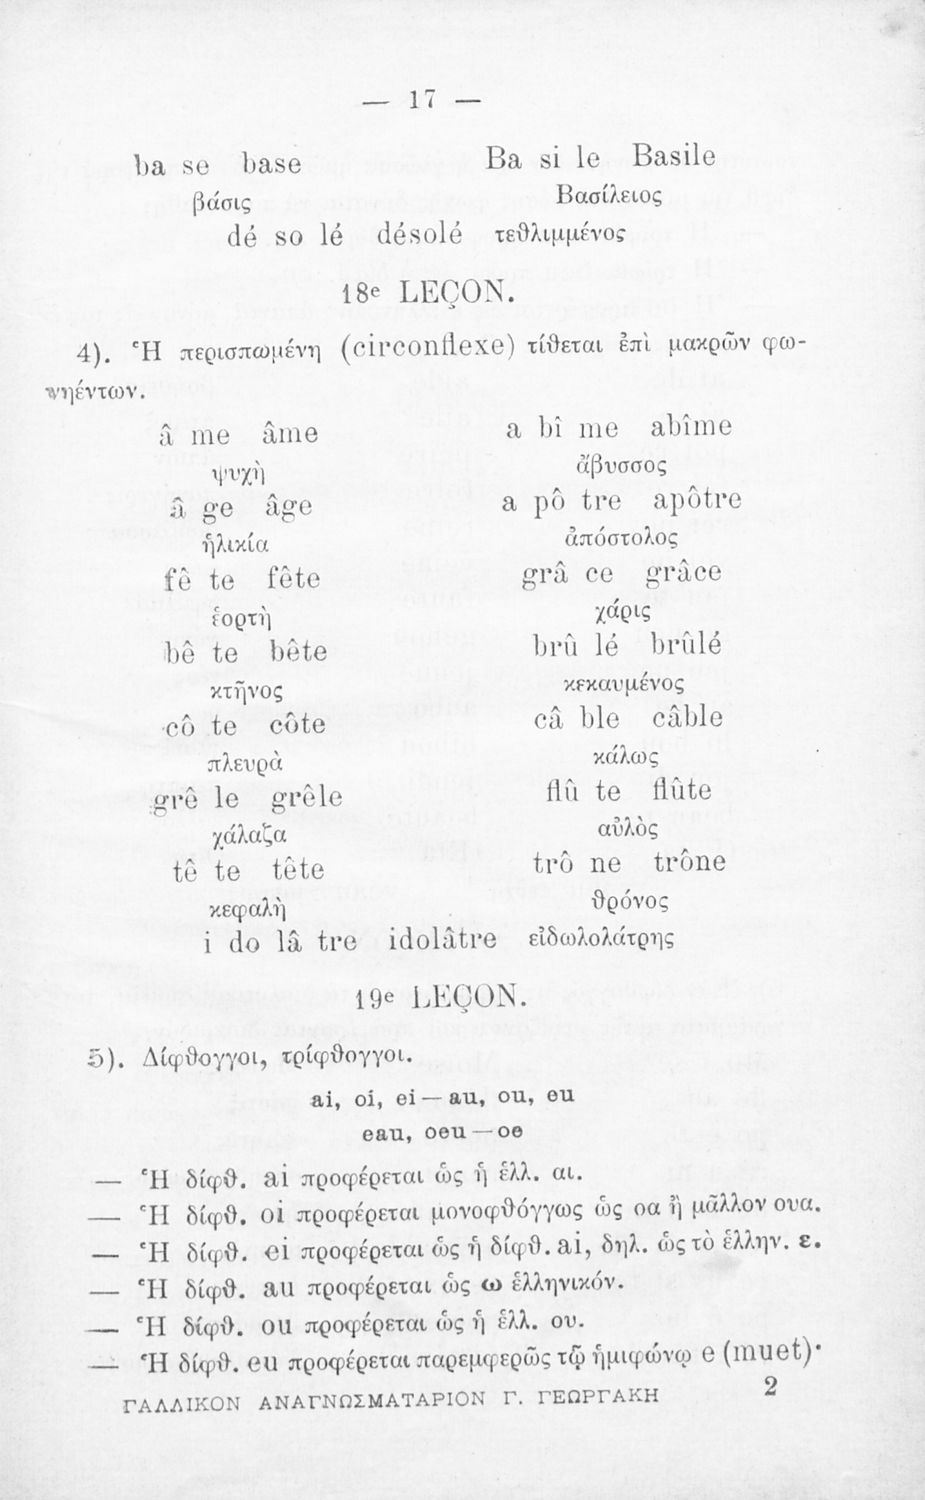 — 17 —
ba se base Ba si le Basile
βάσις Βασίλειος
dé so lé désolé τεθλιμμένος
18e LEÇON.
4). Ἡ περισπωμένη (circonflexe) τίθεται ἐπὶ μακρῶν φω-
νηέντων.
â me âme a bî me abîme
ψυχὴ ἄβυσσος
â ge âge a pô tre apôtre
ἡλικία ἀπόστολος
fê te fête grâ ce grâce
ἑορτὴ χάρις
bê te bête brû lé brûlé
κτῆνος κεκαυμένος
cô te côte câ ble câble
πλευρὰ κάλως
grê le grêle flû te flûte
χάλαζα αὐλὸς
tê te tête trô ne trône
κεφαλὴ θρόνος
i do lâ tre idolâtre εἰδωλολάτρης
19e LEÇON.
5). Δίφθογγοι, τρίφθογγοι.
ai, oi, ei — au, ou, eu
eau, oeu — oe
— Ἡ δίφθ. ai προφέρεται ὡς ἡ ἑλλ. αι.
— Ἡ δίφθ. oi προφέρεται μονοφθόγγως ὡς οα ἢ μᾶλλον ουα.
— Ἡ δίφθ. ei προφέρεται ὡς ἡ δίφθ. ai, δηλ. ὡς τὸ ἑλλην. ε.
— Ἡ δίφθ. au προφέρεται ὡς ω ἑλληνικόν.
— Ἡ δίφθ. ou προφέρεται ὡς ἡ ἑλλ. ου.
— Ἡ δίφθ. eu προφέρεται παρεμφερῶς τῷ ἡμιφώνῳ e (muet)·
ΓΑΛΛΙΚΟΝ ΑΝΑΓΝΩΣΜΑΤΑΡΙΟΝ Γ. ΓΕΩΡΓΑΚΗ 2